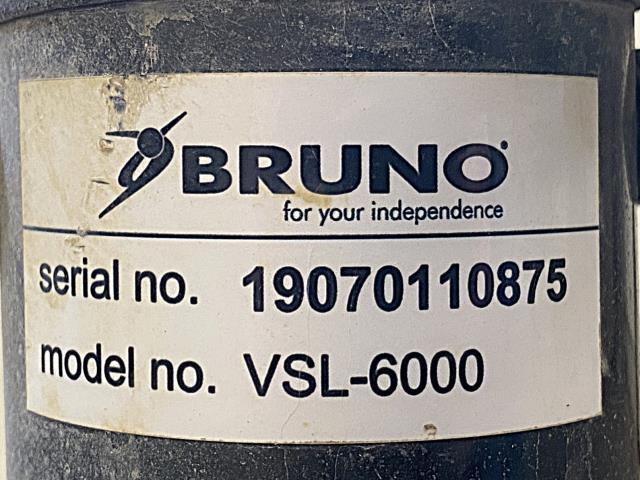 BRUNO®
for your independence
serial no. 19070110875
model no. VSL-6000